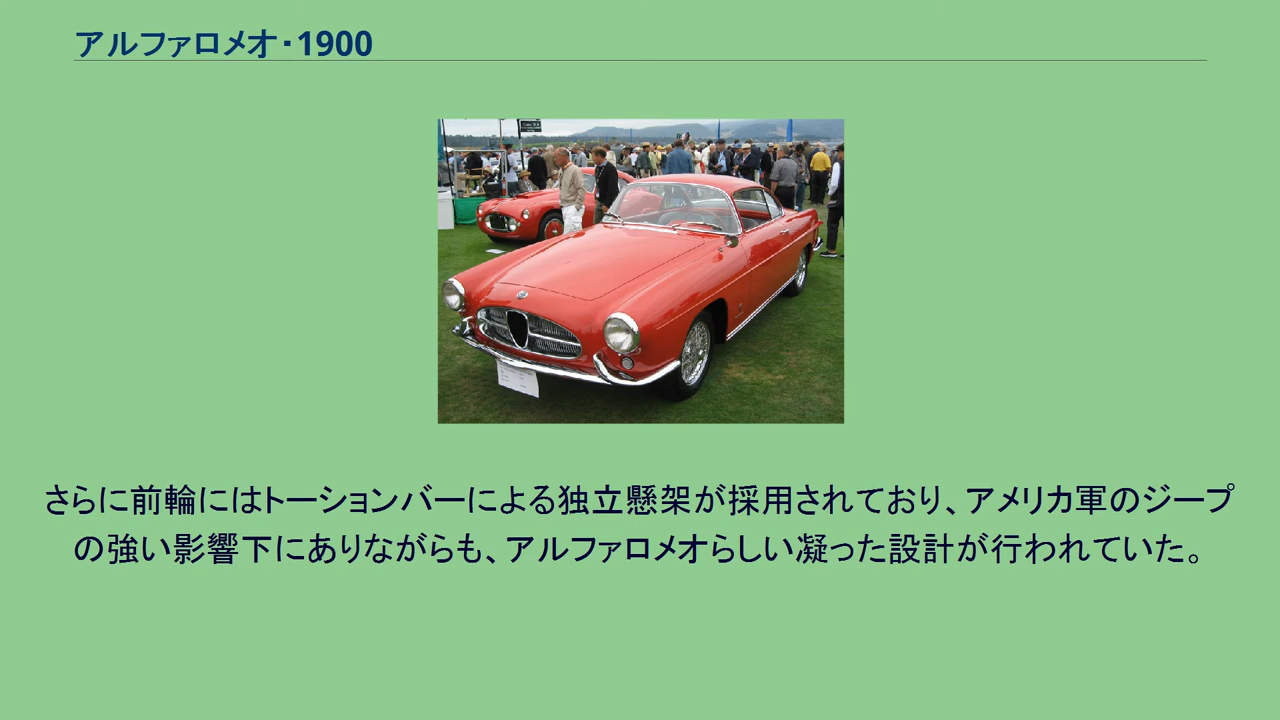 アルファロメオ・1900
さらに前輪にはトーションバーによる独立懸架が採用されており、アメリカ軍のジープ
の強い影響下にありながらも、アルファロメオらしい凝った設計が行われていた。